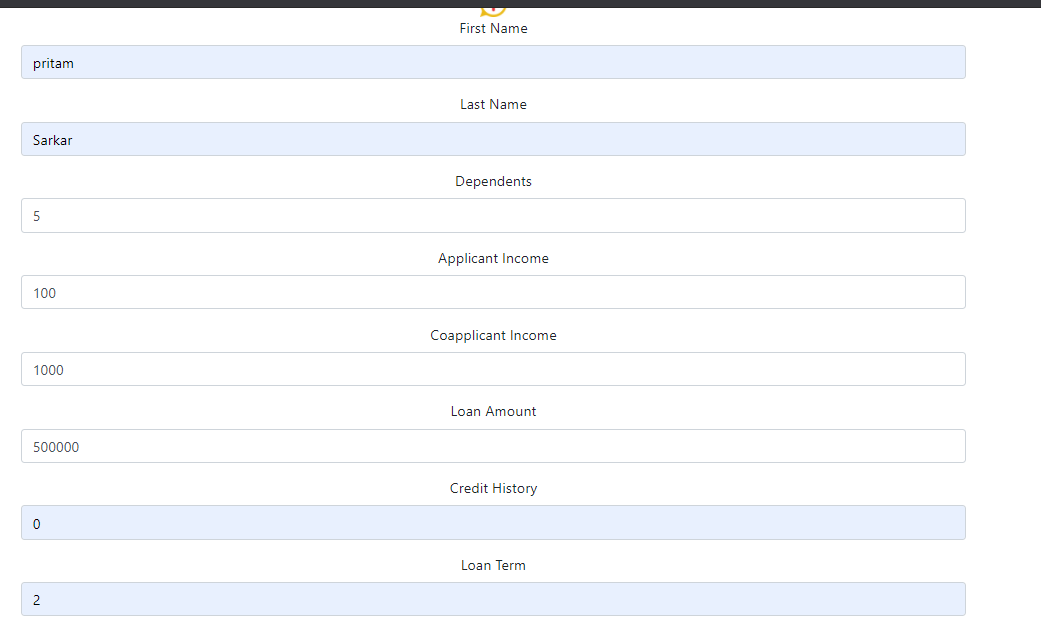 First Name
pritam
Last Name
Sarkar
Dependents
5
Applicant Income
100
Coapplicant Income
1000
Loan Amount
500000
Credit History
0
Loan Term
2